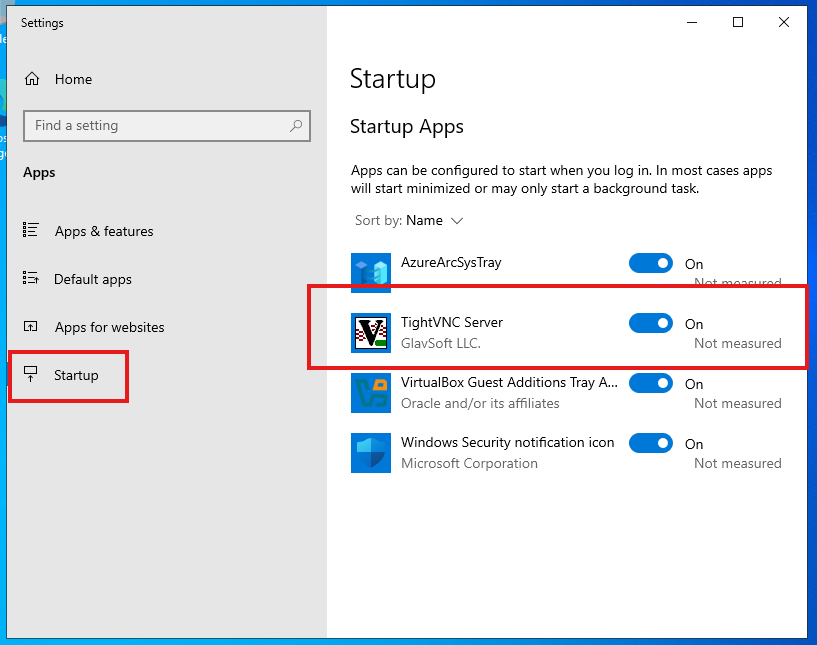 Settings
Home
Find a setting
Apps
Apps & features
Default apps
Apps for websites
Startup
Startup
Startup Apps
Apps can be configured to start when you log in. In most cases apps
will start minimized or may only start a background task.
Sort by: Name
AzureArcSysTray
On
Not measured
TightVNC Server
On
GlavSoft LLC.
Not measured
VirtualBox Guest Additions Tray A...
On
Oracle and/or its affiliates
Not measured
Windows Security notification icon
On
Microsoft Corporation
Not measured